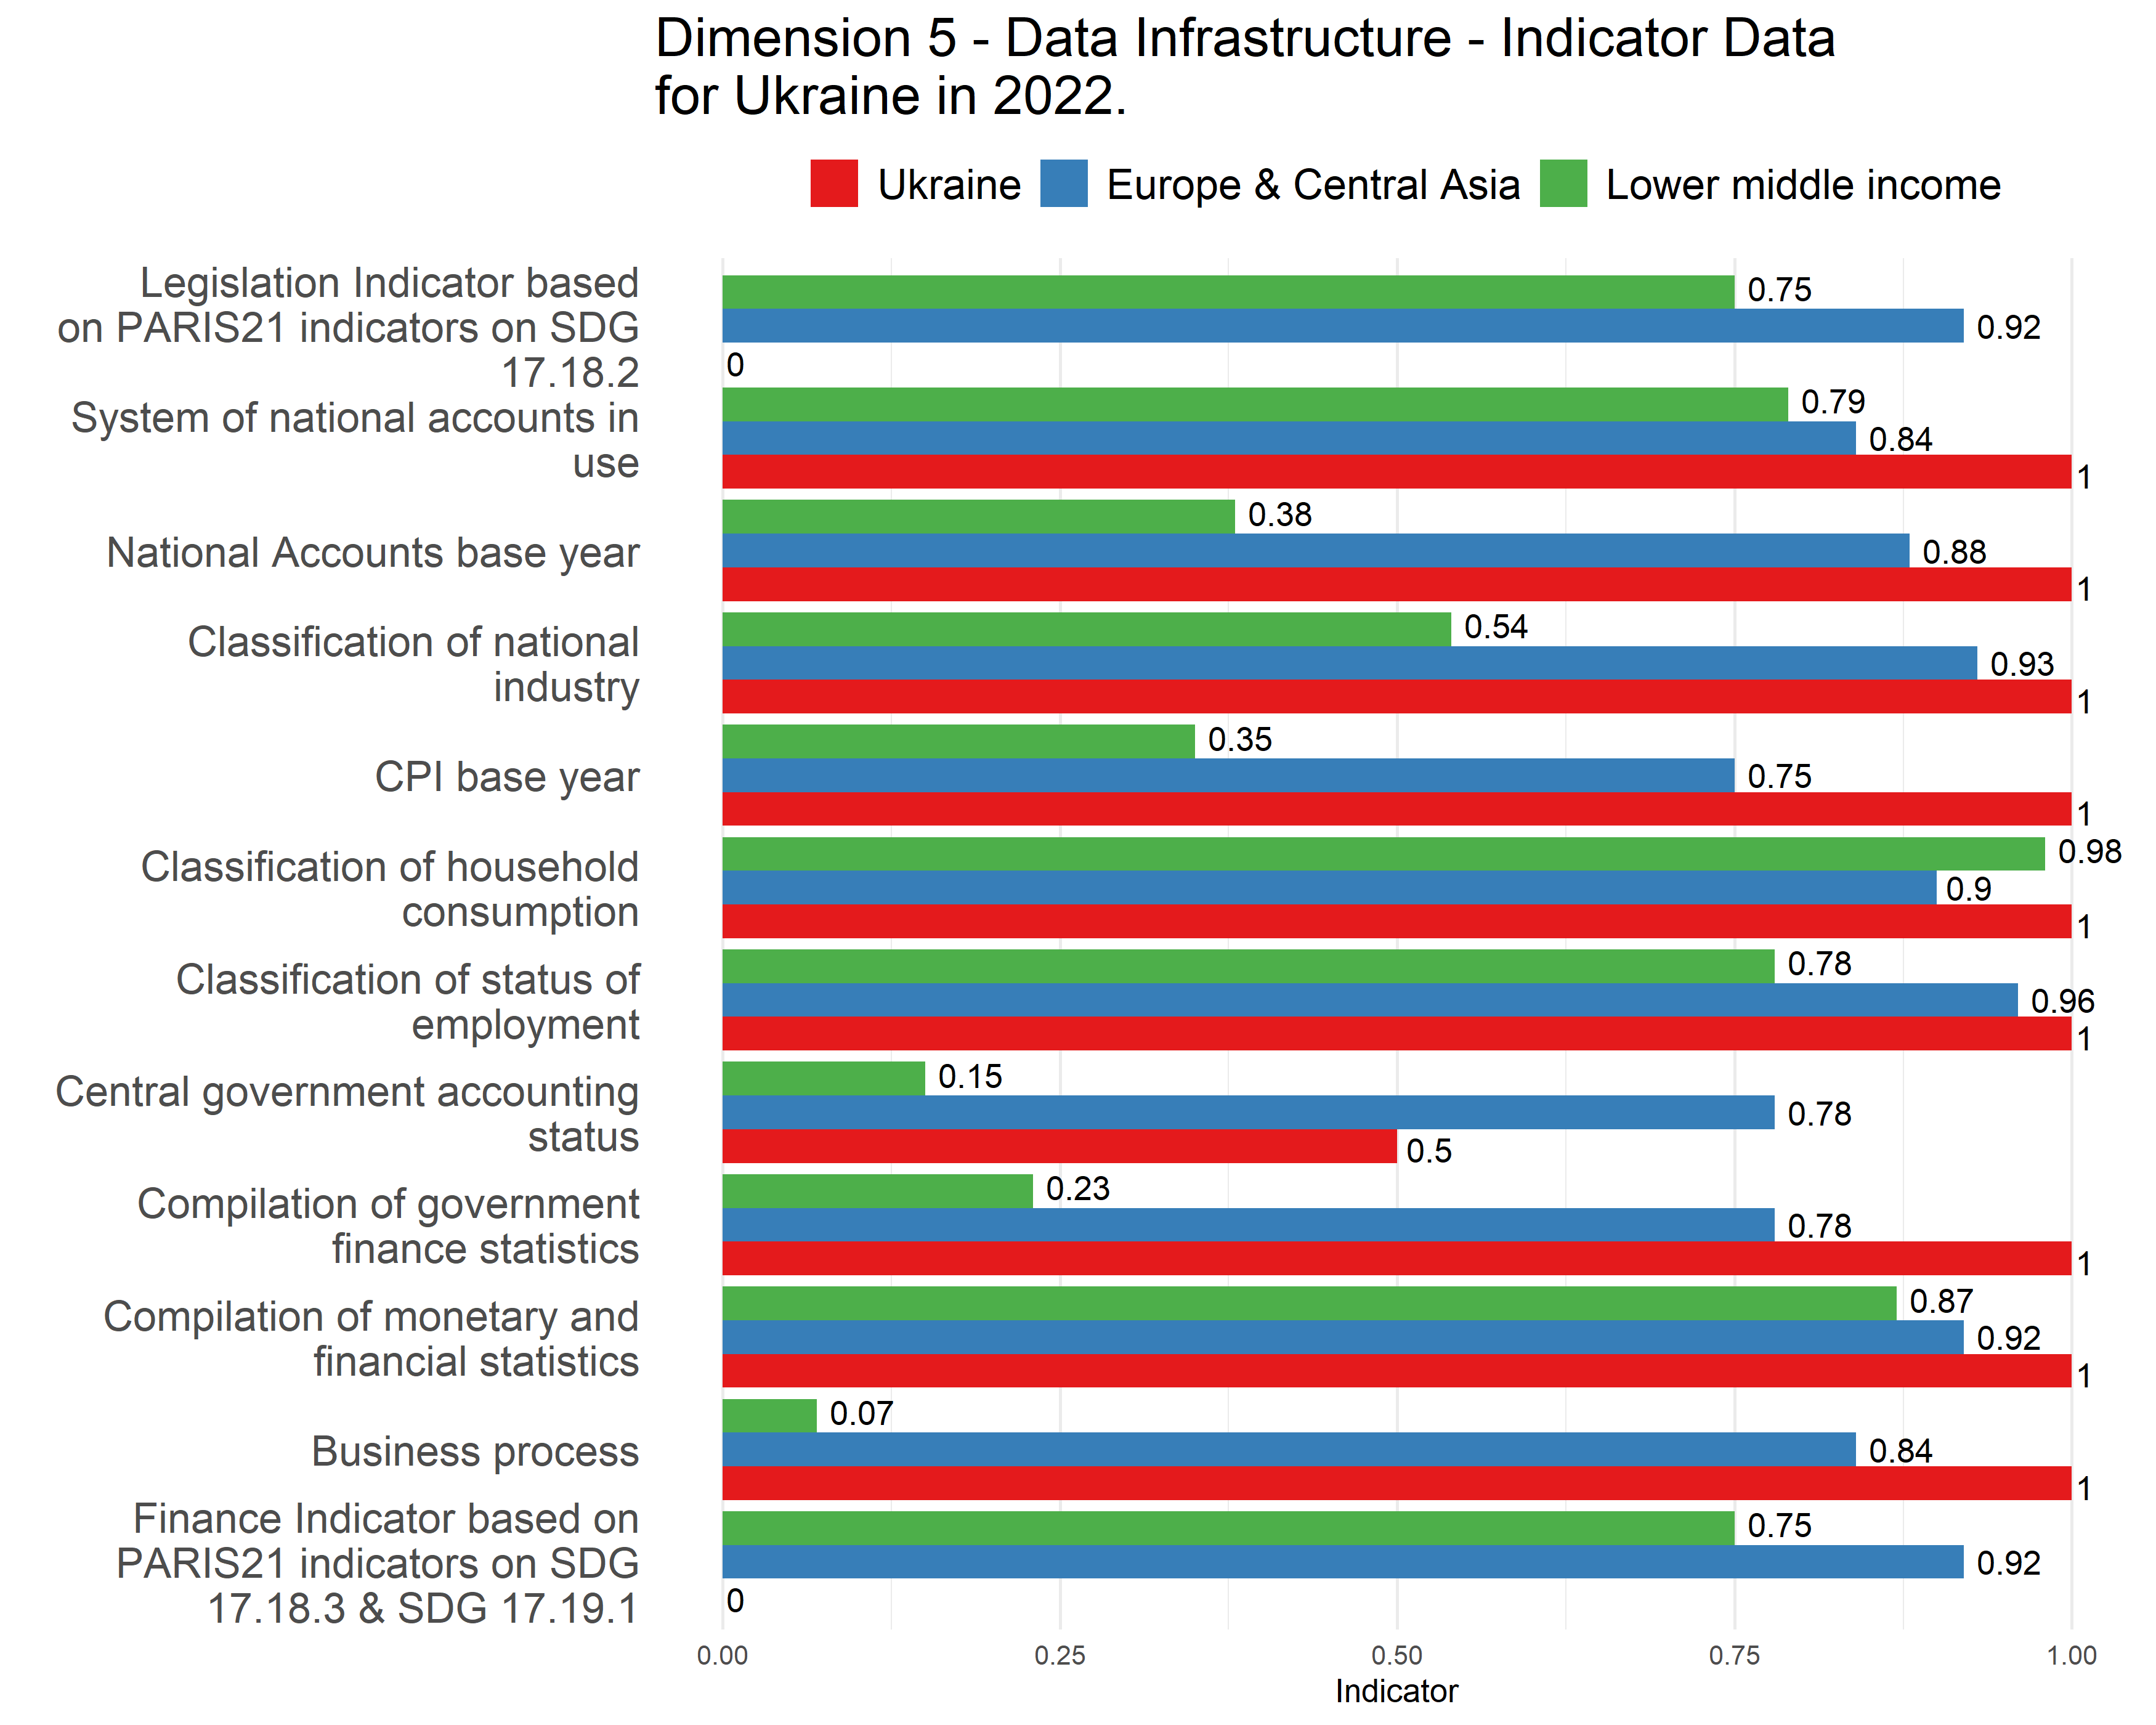 Dimension 5 - Data Infrastructure - Indicator Data
for Ukraine in 2022.
Ukraine Europe & Central Asia Lower middle income
Legislation Indicator based
on PARIS21 indicators on SDG
17.18.2
0.75
0.92
0
System of national accounts in
use
0.79
0.84
1
National Accounts base year
0.38
0.88
1
Classification of national
industry
0.54
0.93
1
CPI base year
0.35
0.75
1
Classification of household
consumption
0.98
0.9
1
Classification of status of
employment
0.78
0.96
1
Central government accounting
status
0.15
0.78
0.5
Compilation of government
finance statistics
0.23
0.78
1
Compilation of monetary and
financial statistics
0.87
0.92
1
Business process
0.07
0.84
1
Finance Indicator based on
PARIS21 indicators on SDG
17.18.3 & SDG 17.19.1
0.75
0.92
0
0.00 0.25 0.50 0.75 1.00
Indicator